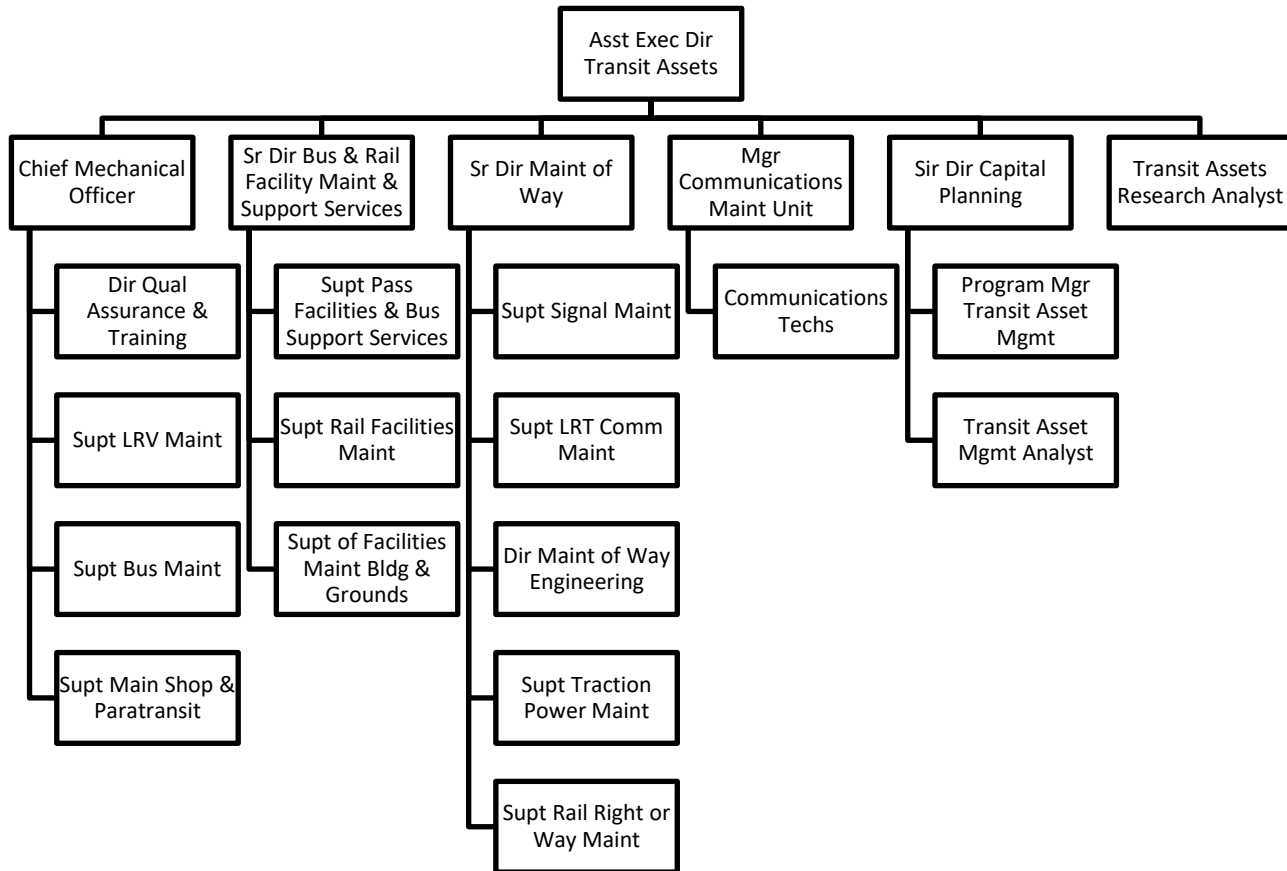 Asst Exec Dir
Transit Assets
Chief Mechanical
Officer
Sr Dir Bus & Rail
Facility Maint &
Support Services
Sr Dir Maint of
Way
Mgr
Communications
Maint Unit
Sir Dir Capital
Planning
Transit Assets
Research Analyst
Dir Qual
Assurance &
Training
Supt LRV Maint
Supt Bus Maint
Supt Main Shop &
Paratransit
Supt Pass
Facilities & Bus
Support Services
Supt Rail Facilities
Maint
Supt of Facilities
Maint Bldg &
Grounds
Supt Signal Maint
Supt LRT Comm
Maint
Dir Maint of Way
Engineering
Supt Traction
Power Maint
Supt Rail Right or
Way Maint
Communications
Techs
Program Mgr
Transit Asset
Mgmt
Transit Asset
Mgmt Analyst